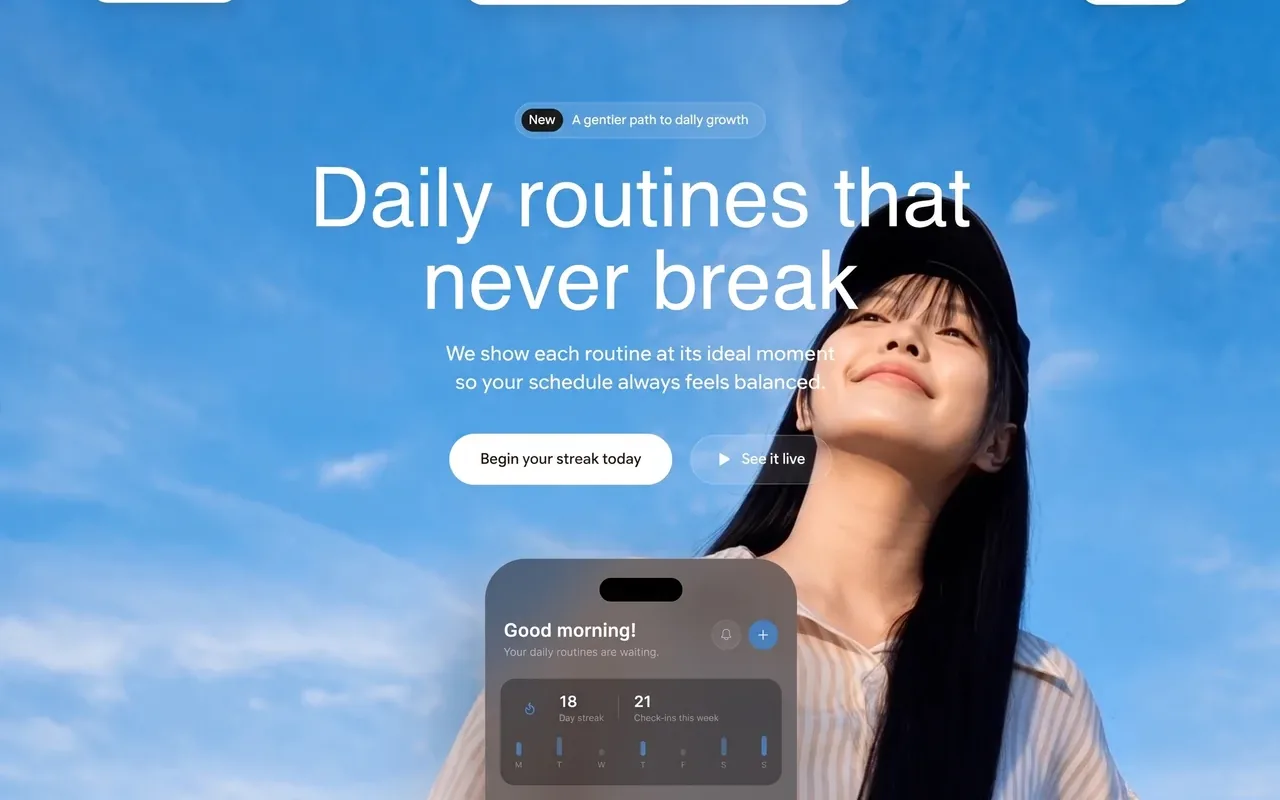 New A gentler path to daily growth
Daily routines that
never break
We show each routine at its ideal moment
so your schedule always feels balanced.
Begin your streak today
See it live
Good morning!
Your daily routines are waiting.
18 21
Day streak Check-ins this week
M T W T F S S